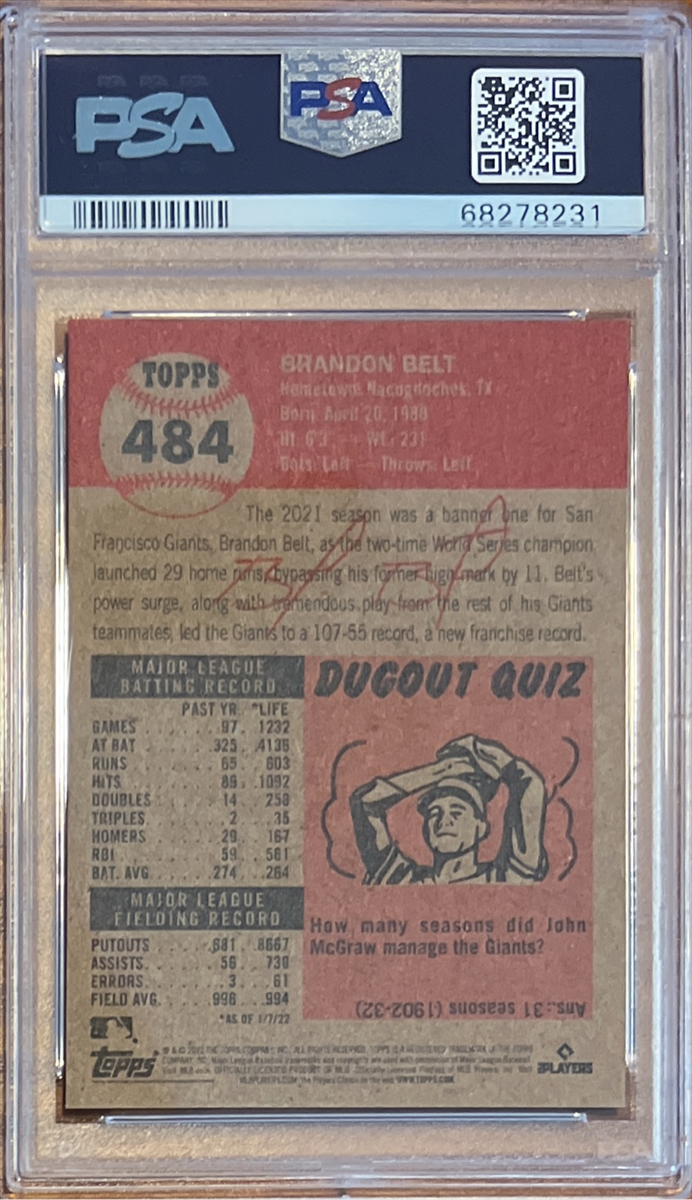 PSA
PSA
68278231
TOPPS
484
BRANDON BELT
Hometown: Nacogdoches, TX
Born: April 20, 1988
Ht: 6'3 — Wt.: 231
Bats: Left — Throws: Left
The 2021 season was a banner one for San
Francisco Giants, Brandon Belt, as the two-time World Series champion
launched 29 home runs, bypassing his former high mark by 11. Belt's
power surge, along with tremendous play from the rest of his Giants
teammates, led the Giants to a 107-55 record, a new franchise record.
MAJOR LEAGUE
BATTING RECORD
PAST YR. *LIFE
GAMES 97 1232
AT BAT 325 4136
RUNS 65 603
HITS 89 1092
DOUBLES 14 250
TRIPLES 2 35
HOMERS 29 167
RBI 59 561
BAT. AVG. .274 .264
MAJOR LEAGUE
FIELDING RECORD
PUTOUTS 681 8667
ASSISTS 56 730
ERRORS 3 61
FIELD AVG. .996 .994
*AS OF 1/7/22
DUGOUT QUIZ
How many seasons did John
McGraw manage the Giants?
Ans.: 31 seasons (1902-32)
TOPPS
PLAYERS